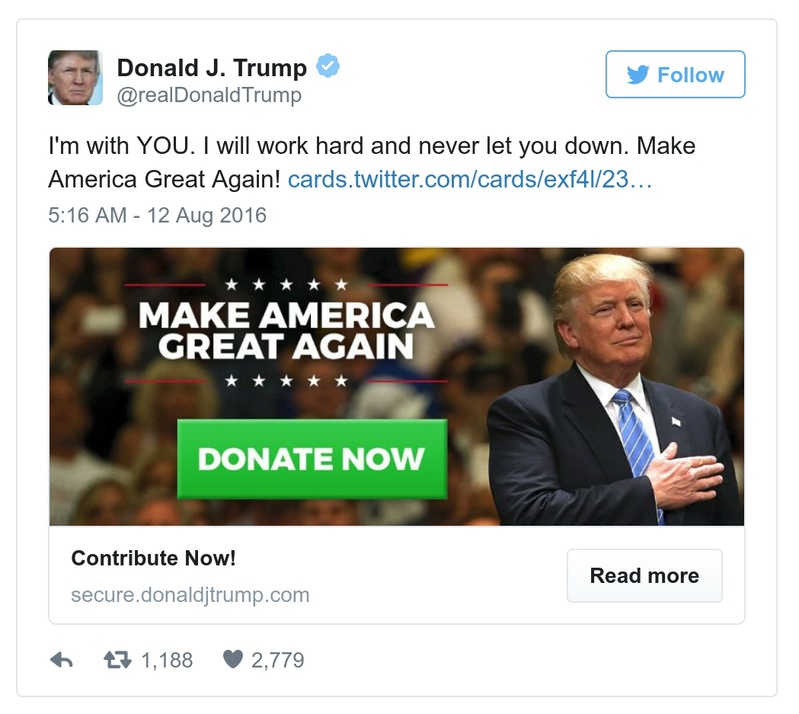 Donald J. Trump
@realDonaldTrump
Follow
I'm with YOU. I will work hard and never let you down. Make
America Great Again! cards.twitter.com/cards/exf4l/23…
5:16 AM - 12 Aug 2016
MAKE AMERICA
GREAT AGAIN
DONATE NOW
Contribute Now!
secure.donaldjtrump.com
Read more
1,188 2,779